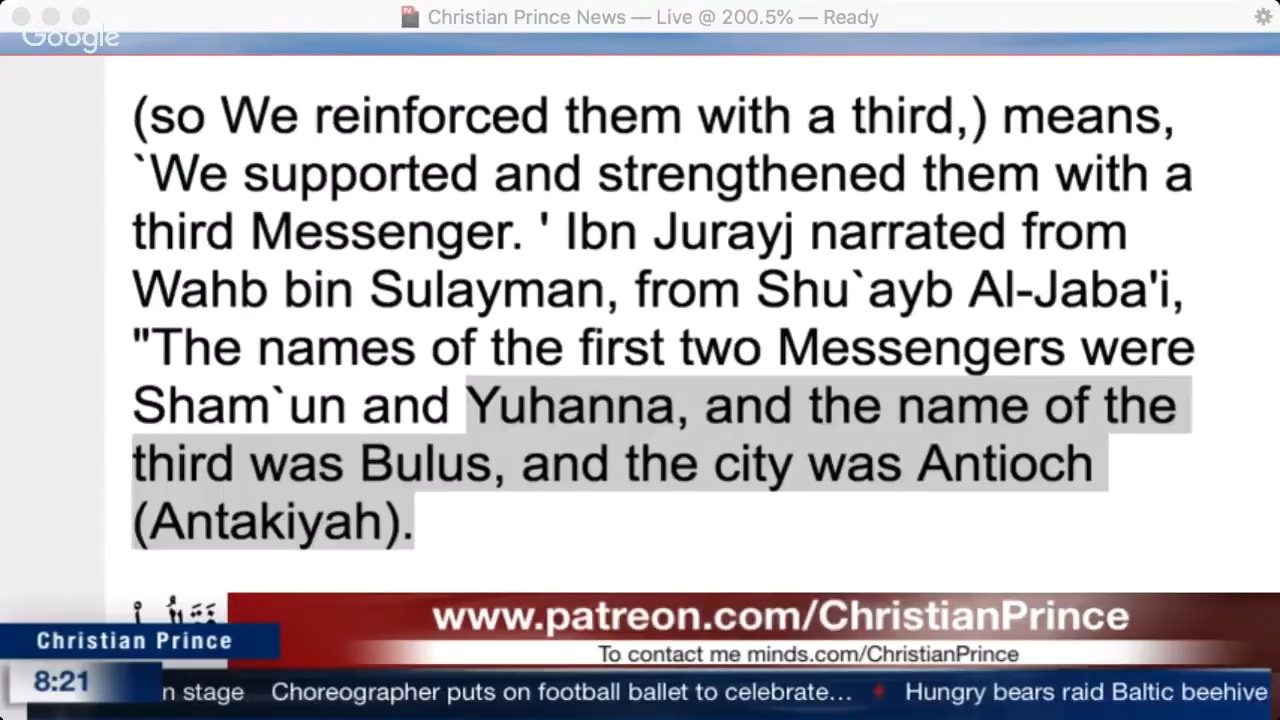 Christian Prince News — Live @ 200.5% — Ready
Google
(so We reinforced them with a third,) means,
`We supported and strengthened them with a
third Messenger. ' Ibn Jurayj narrated from
Wahb bin Sulayman, from Shu`ayb Al-Jaba'i,
"The names of the first two Messengers were
Sham`un and Yuhanna, and the name of the
third was Bulus, and the city was Antioch
(Antakiyah).
www.patreon.com/ChristianPrince
Christian Prince
To contact me minds.com/ChristianPrince
8:21
n stage Choreographer puts on football ballet to celebrate... ♦ Hungry bears raid Baltic beehive